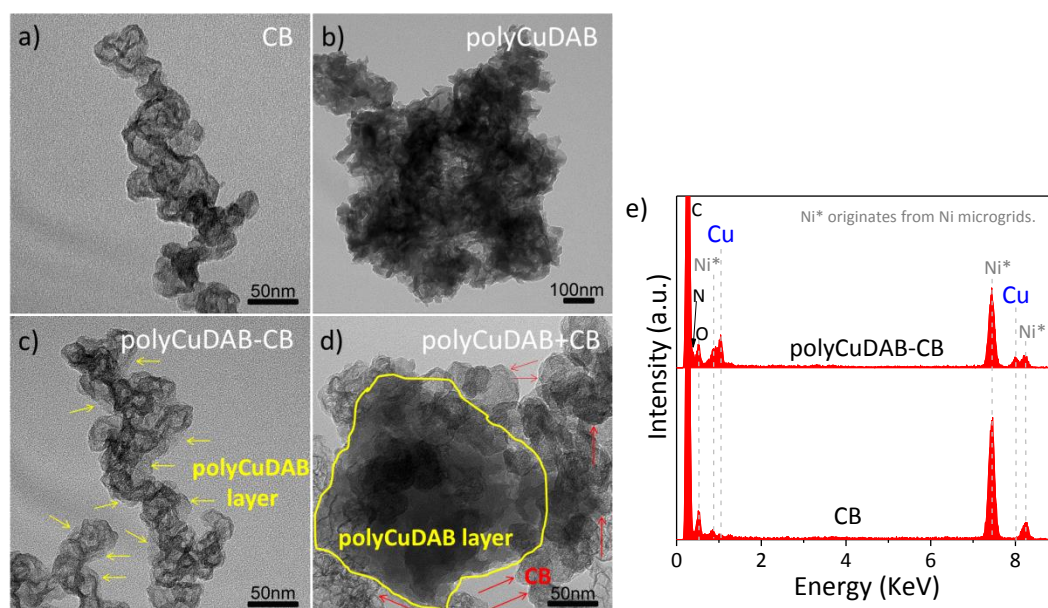 a)
CB
50nm
b)
polyCuDAB
100nm
c)
polyCuDAB-CB
polyCuDAB
layer
50nm
d)
polyCuDAB+CB
polyCuDAB layer
CB
50nm
e)
Ni* originates from Ni microgrids.
C
Cu
Ni*
N
O
Ni*
Cu
Ni*
polyCuDAB-CB
CB
Intensity (a.u.)
0
2
4
6
8
Energy (KeV)